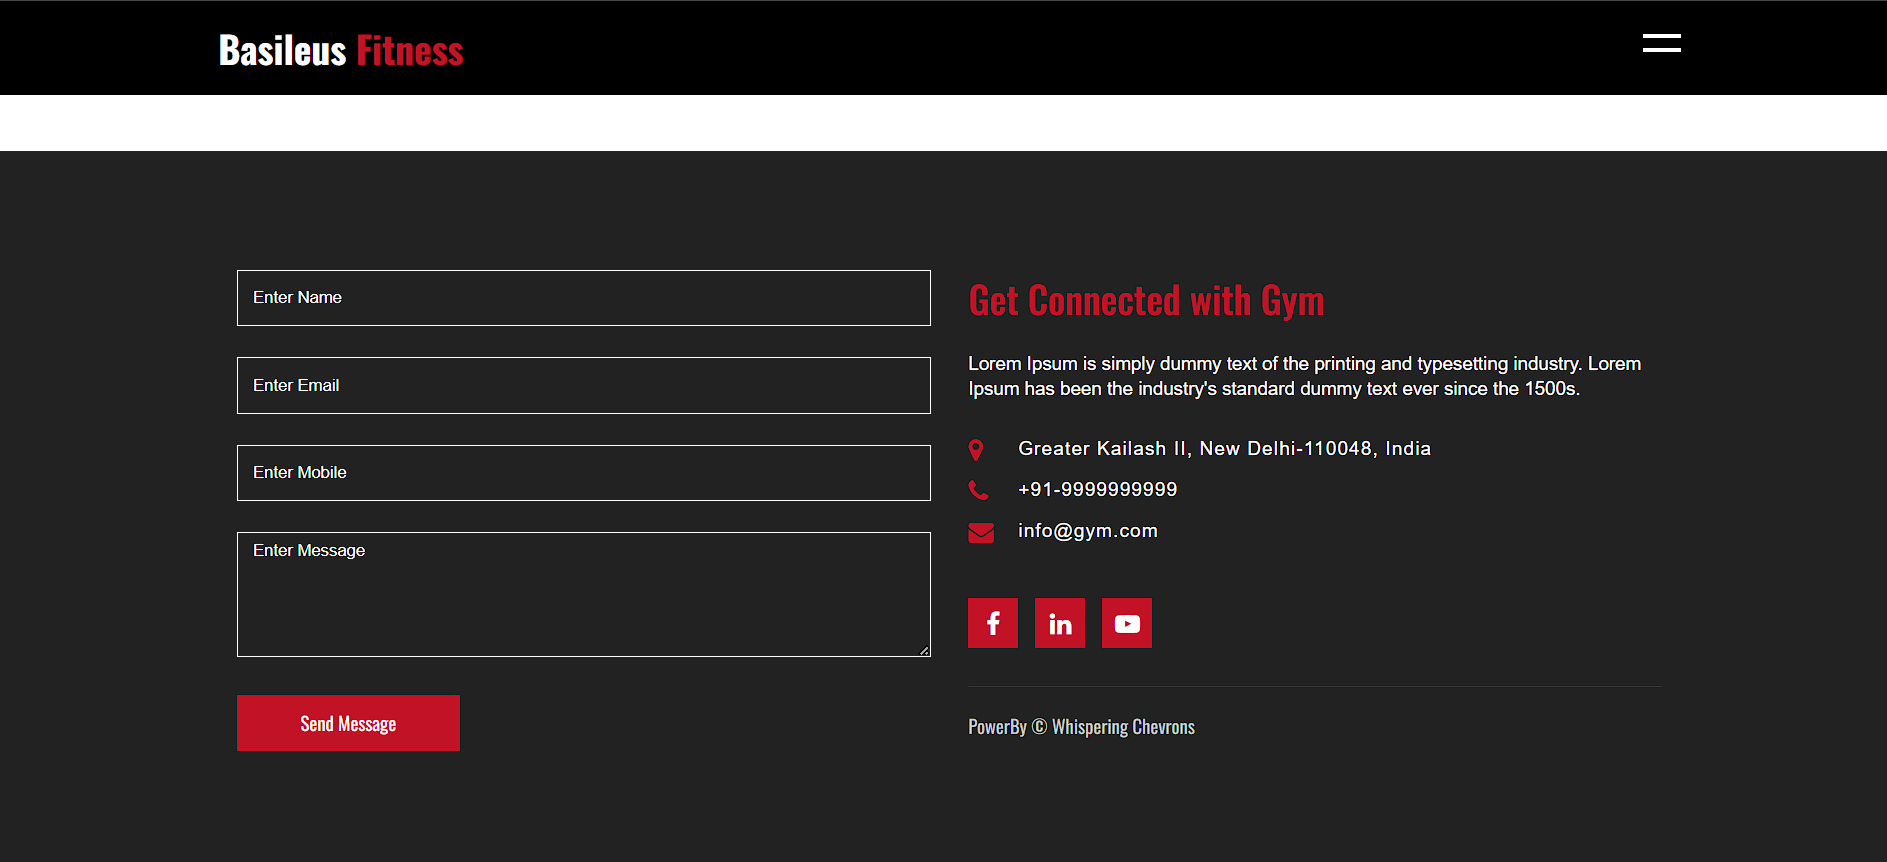 Basileus Fitness
Enter Name
Enter Email
Enter Mobile
Enter Message
Send Message
Get Connected with Gym
Lorem Ipsum is simply dummy text of the printing and typesetting industry. Lorem
Ipsum has been the industry's standard dummy text ever since the 1500s.
Greater Kailash II, New Delhi-110048, India
+91-9999999999
info@gym.com
f
in
PowerBy © Whispering Chevrons